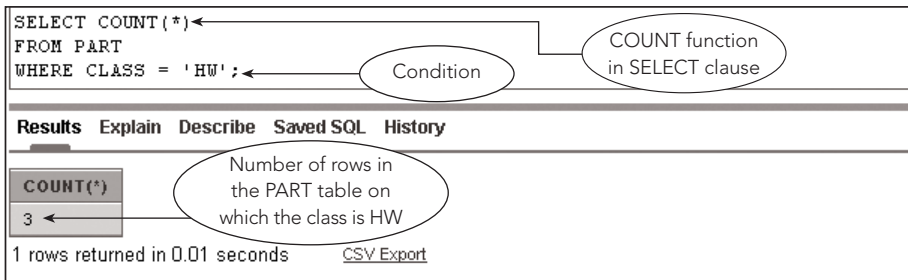 SELECT COUNT(*)
FROM PART
WHERE CLASS = 'HW';
COUNT function
in SELECT clause
Condition
Results Explain Describe Saved SQL History
COUNT(*)
3
Number of rows in
the PART table on
which the class is HW
1 rows returned in 0.01 seconds CSV Export